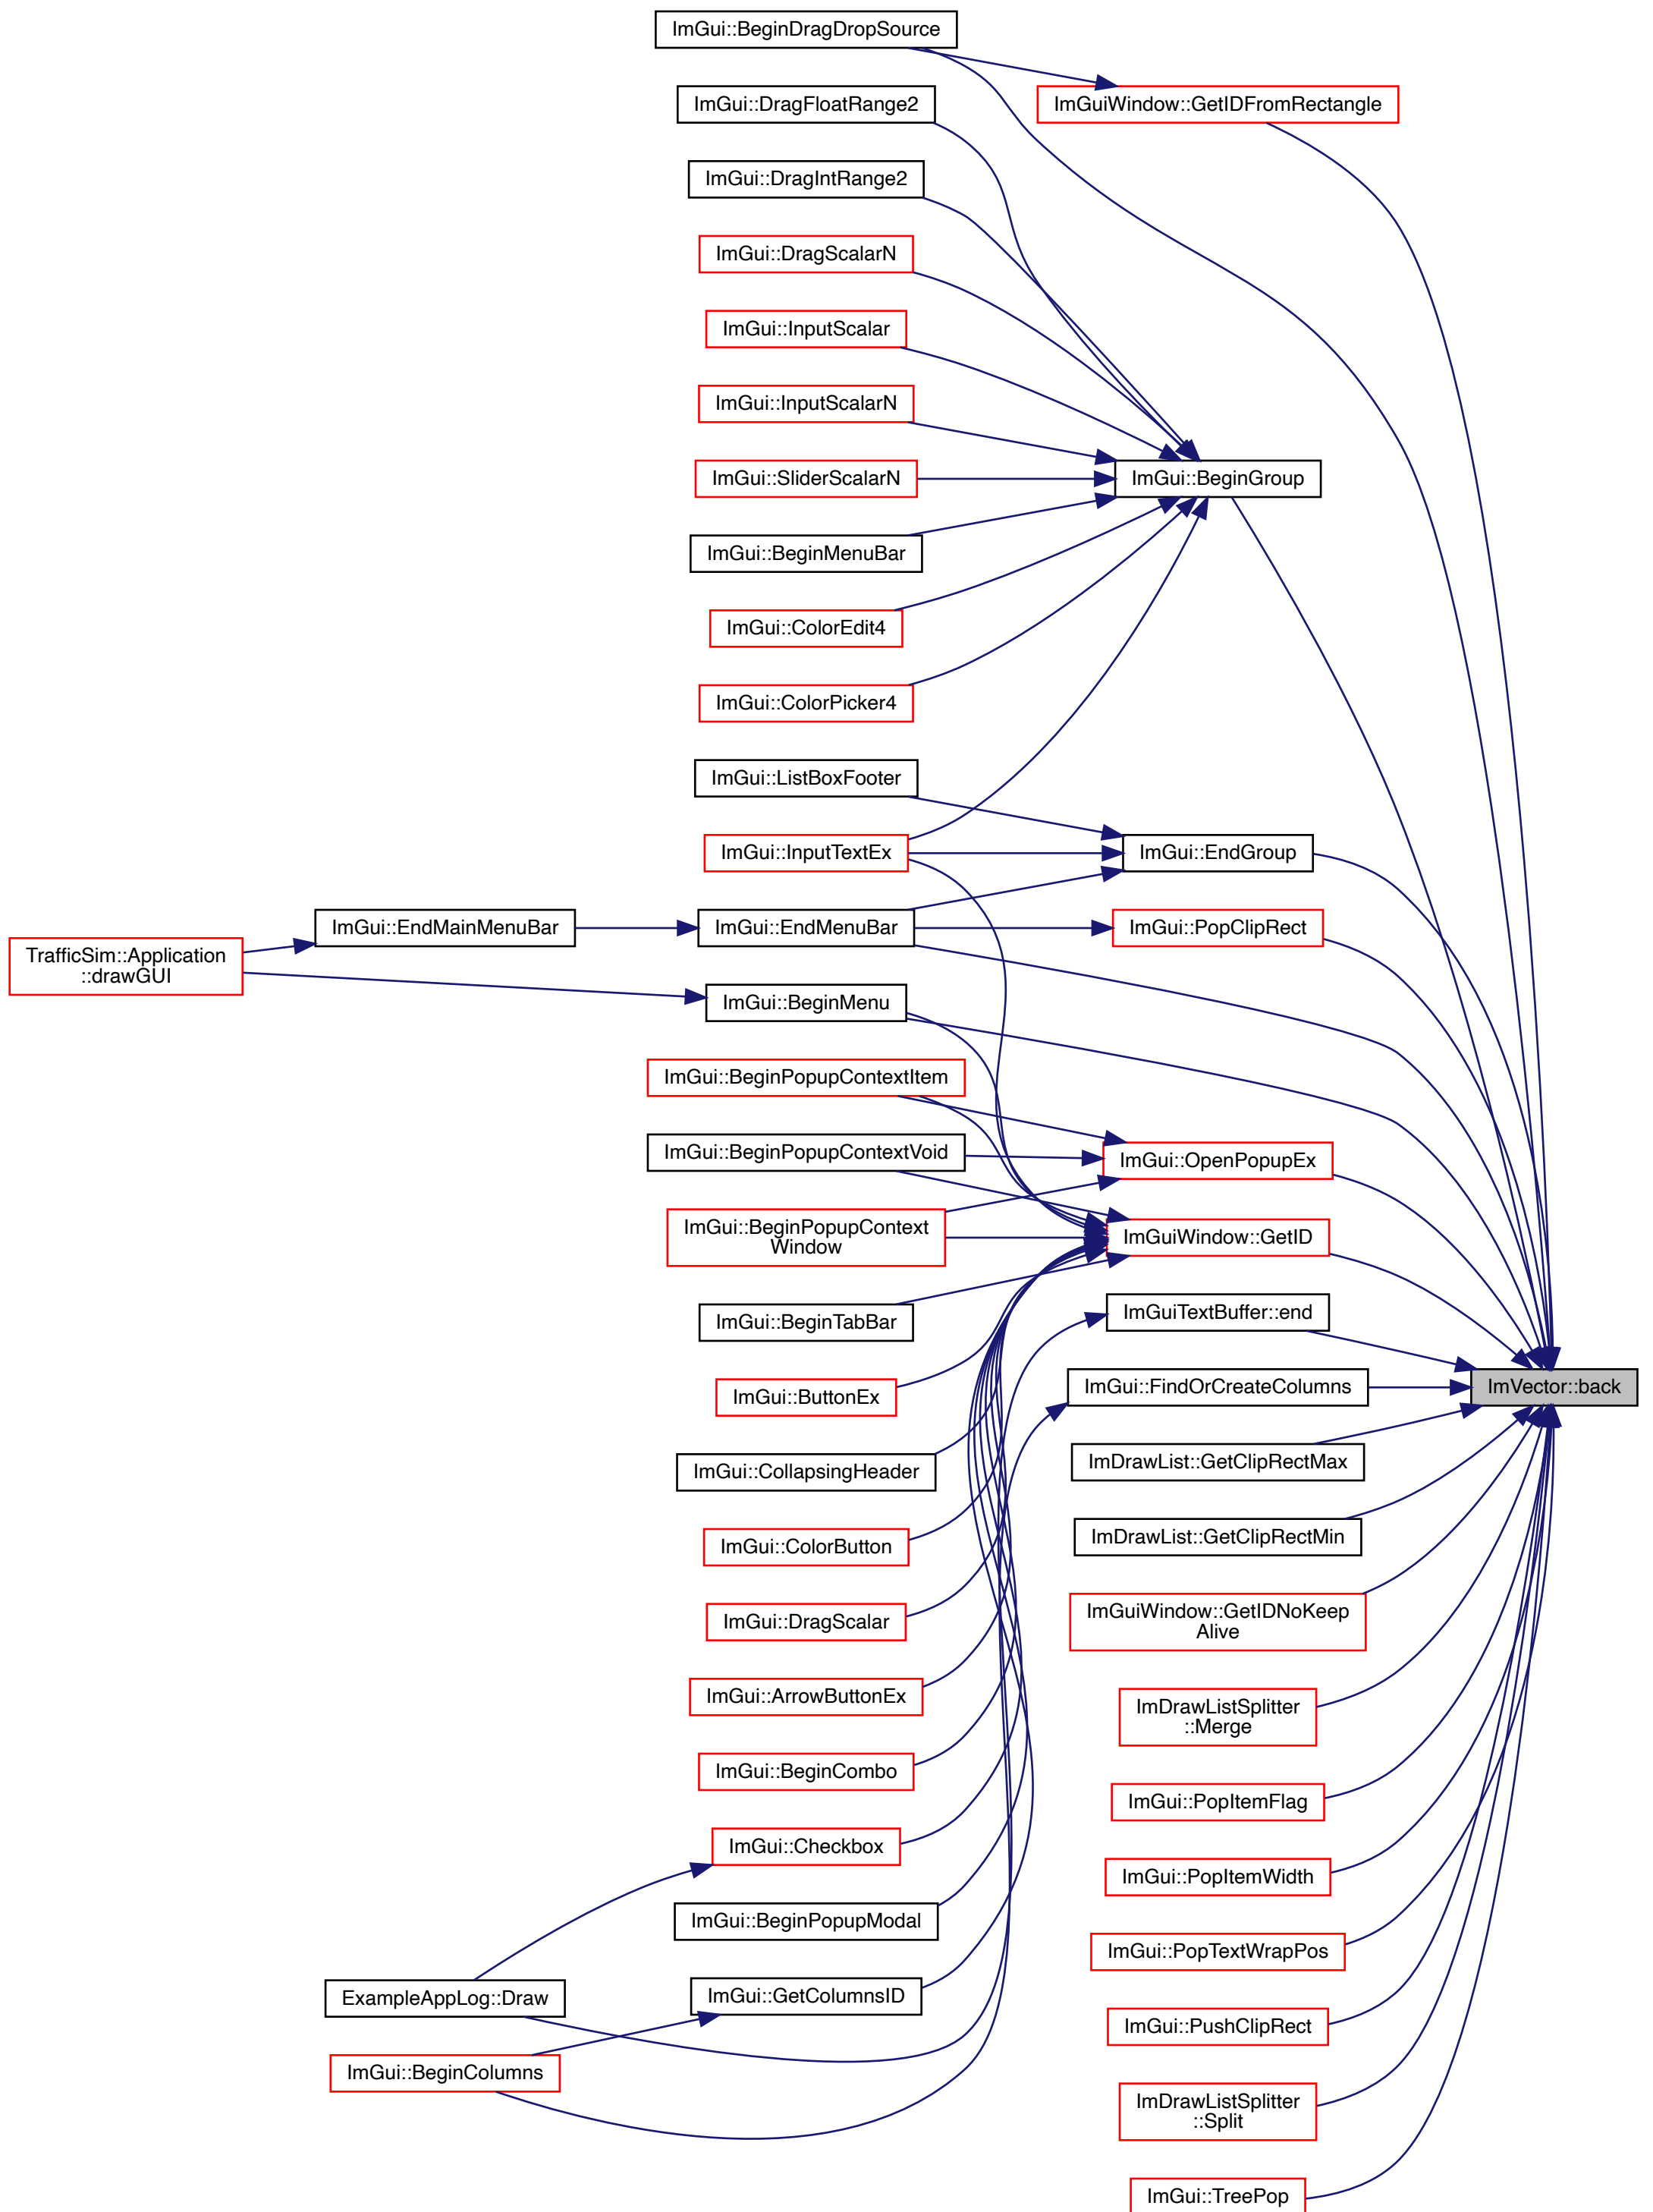 ImGui::BeginDragDropSource
ImGui::DragFloatRange2
ImGuiWindow::GetIDFromRectangle
ImGui::DragIntRange2
ImGui::DragScalarN
ImGui::InputScalar
ImGui::InputScalarN
ImGui::SliderScalarN
ImGui::BeginGroup
ImGui::BeginMenuBar
ImGui::ColorEdit4
ImGui::ColorPicker4
ImGui::ListBoxFooter
ImGui::InputTextEx
ImGui::EndGroup
TrafficSim::Application
::drawGUI
ImGui::EndMainMenuBar
ImGui::EndMenuBar
ImGui::PopClipRect
ImGui::BeginMenu
ImGui::BeginPopupContextItem
ImGui::BeginPopupContextVoid
ImGui::OpenPopupEx
ImGui::BeginPopupContext
Window
ImGuiWindow::GetID
ImGui::BeginTabBar
ImGuiTextBuffer::end
ImGui::ButtonEx
ImGui::FindOrCreateColumns
ImVector::back
ImGui::CollapsingHeader
ImDrawList::GetClipRectMax
ImGui::ColorButton
ImDrawList::GetClipRectMin
ImGui::DragScalar
ImGuiWindow::GetIDNoKeep
Alive
ImGui::ArrowButtonEx
ImDrawListSplitter
::Merge
ImGui::BeginCombo
ImGui::PopItemFlag
ImGui::Checkbox
ImGui::PopItemWidth
ImGui::BeginPopupModal
ImGui::PopTextWrapPos
ExampleAppLog::Draw
ImGui::GetColumnsID
ImGui::PushClipRect
ImGui::BeginColumns
ImDrawListSplitter
::Split
ImGui::TreePop